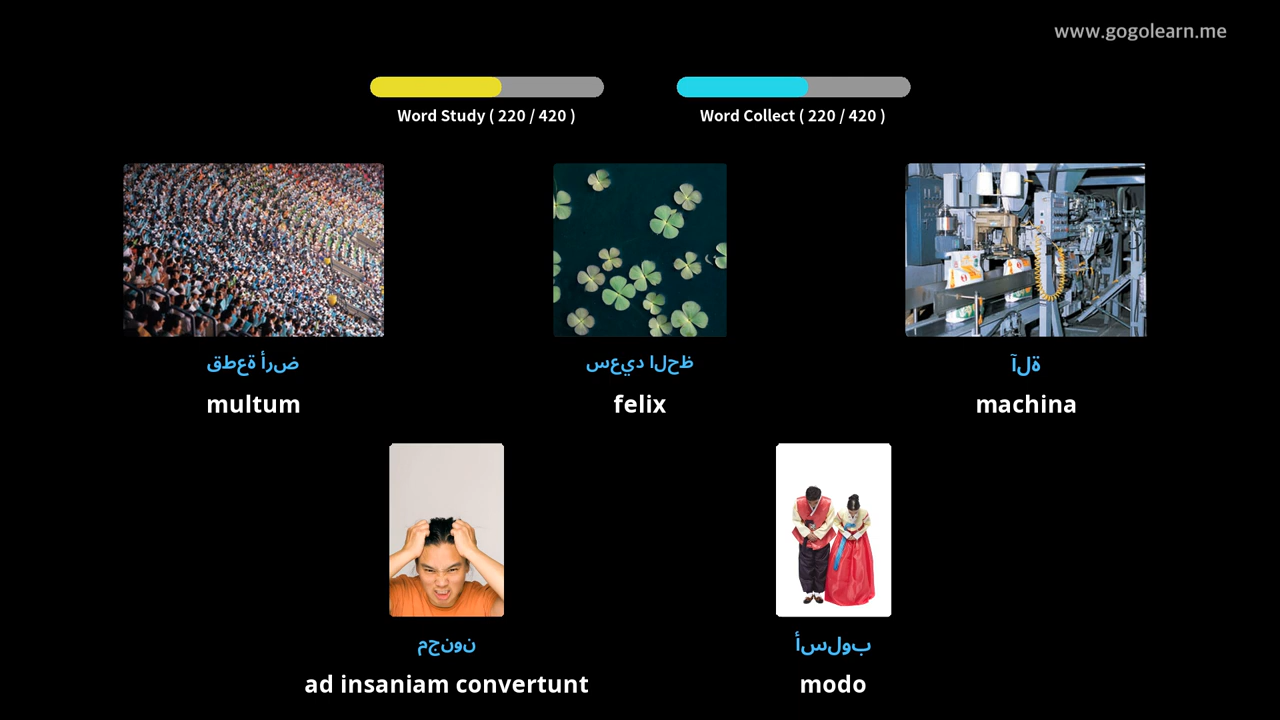 www.gogolearn.me
Word Study ( 220 / 420 )
Word Collect ( 220 / 420 )
قطعة أرض
سعيد الحظ
آلة
multum
felix
machina
مجنون
أسلوب
ad insaniam convertunt
modo